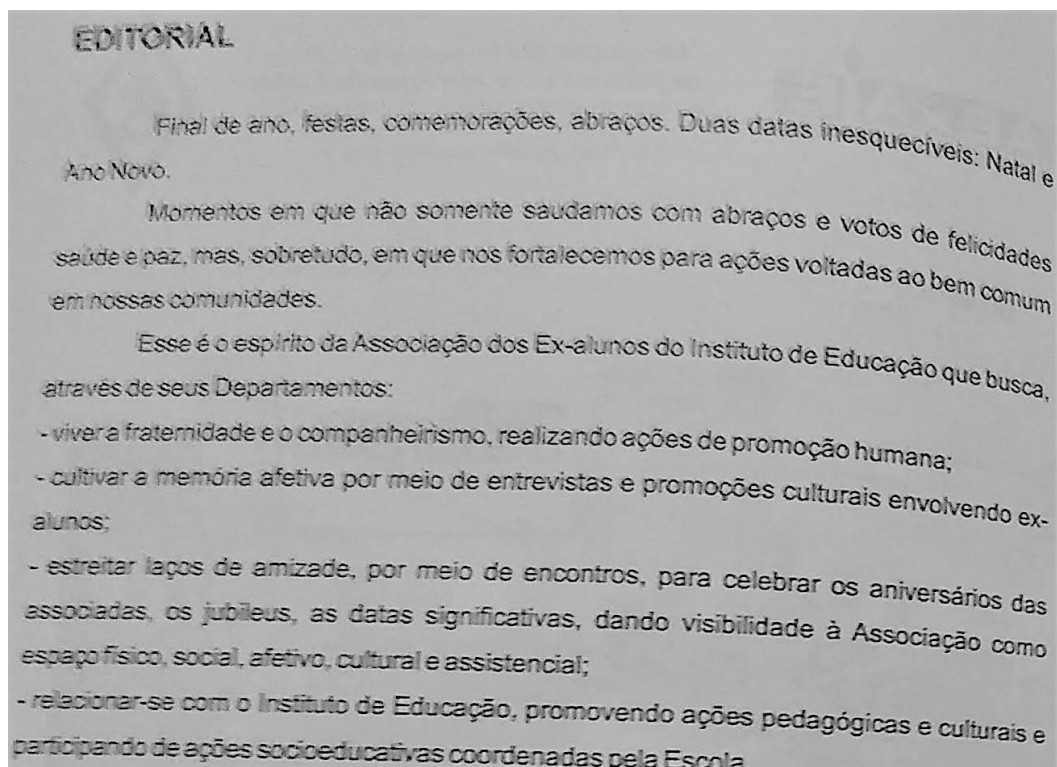 EDITORIAL
Final de ano, festas, comemorações, abraços. Duas datas inesquecíveis: Natal e
Ano Novo.
Momentos em que não somente saudamos com abraços e votos de felicidades
saúde e paz, mas, sobretudo, em que nos fortalecemos para ações voltadas ao bem comum
em nossas comunidades.
Esse é o espírito da Associação dos Ex-alunos do Instituto de Educação que busca,
através de seus Departamentos:
- viver a fraternidade e o companheirismo, realizando ações de promoção humana;
- cultivar a memória afetiva por meio de entrevistas e promoções culturais envolvendo ex-
alunos;
- estreitar laços de amizade, por meio de encontros, para celebrar os aniversários das
associadas, os jubileus, as datas significativas, dando visibilidade à Associação como
espaço físico, social, afetivo, cultural e assistencial;
- relacionar-se com o Instituto de Educação, promovendo ações pedagógicas e culturais e
participando de ações socioeducativas coordenadas pela Escola